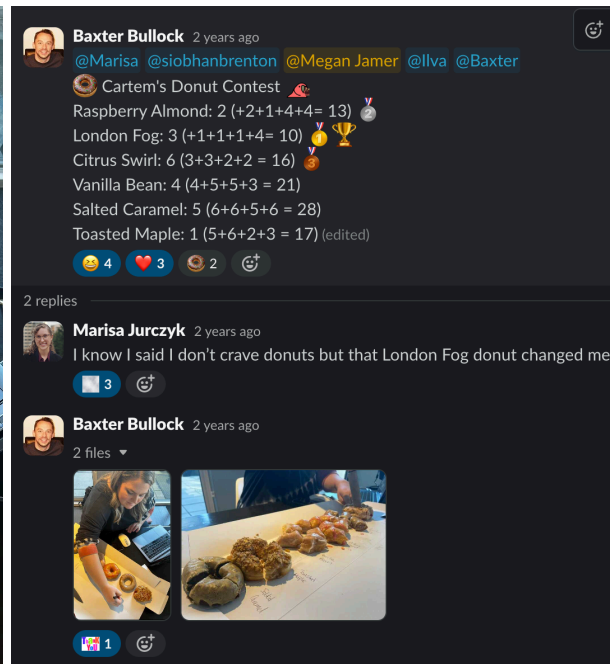 Baxter Bullock 2 years ago
@Marisa @siobhanbrenton @Megan Jamer @Ilva @Baxter
Cartem's Donut Contest
Raspberry Almond: 2 (+2+1+4+4= 13) 2
London Fog: 3 (+1+1+1+4= 10) 1
Citrus Swirl: 6 (3+3+2+2 = 16) 3
Vanilla Bean: 4 (4+5+5+3 = 21)
Salted Caramel: 5 (6+6+5+6 = 28)
Toasted Maple: 1 (5+6+2+3 = 17) (edited)
4 3 2
2 replies
Marisa Jurczyk 2 years ago
I know I said I don't crave donuts but that London Fog donut changed me
3
Baxter Bullock 2 years ago
2 files
1